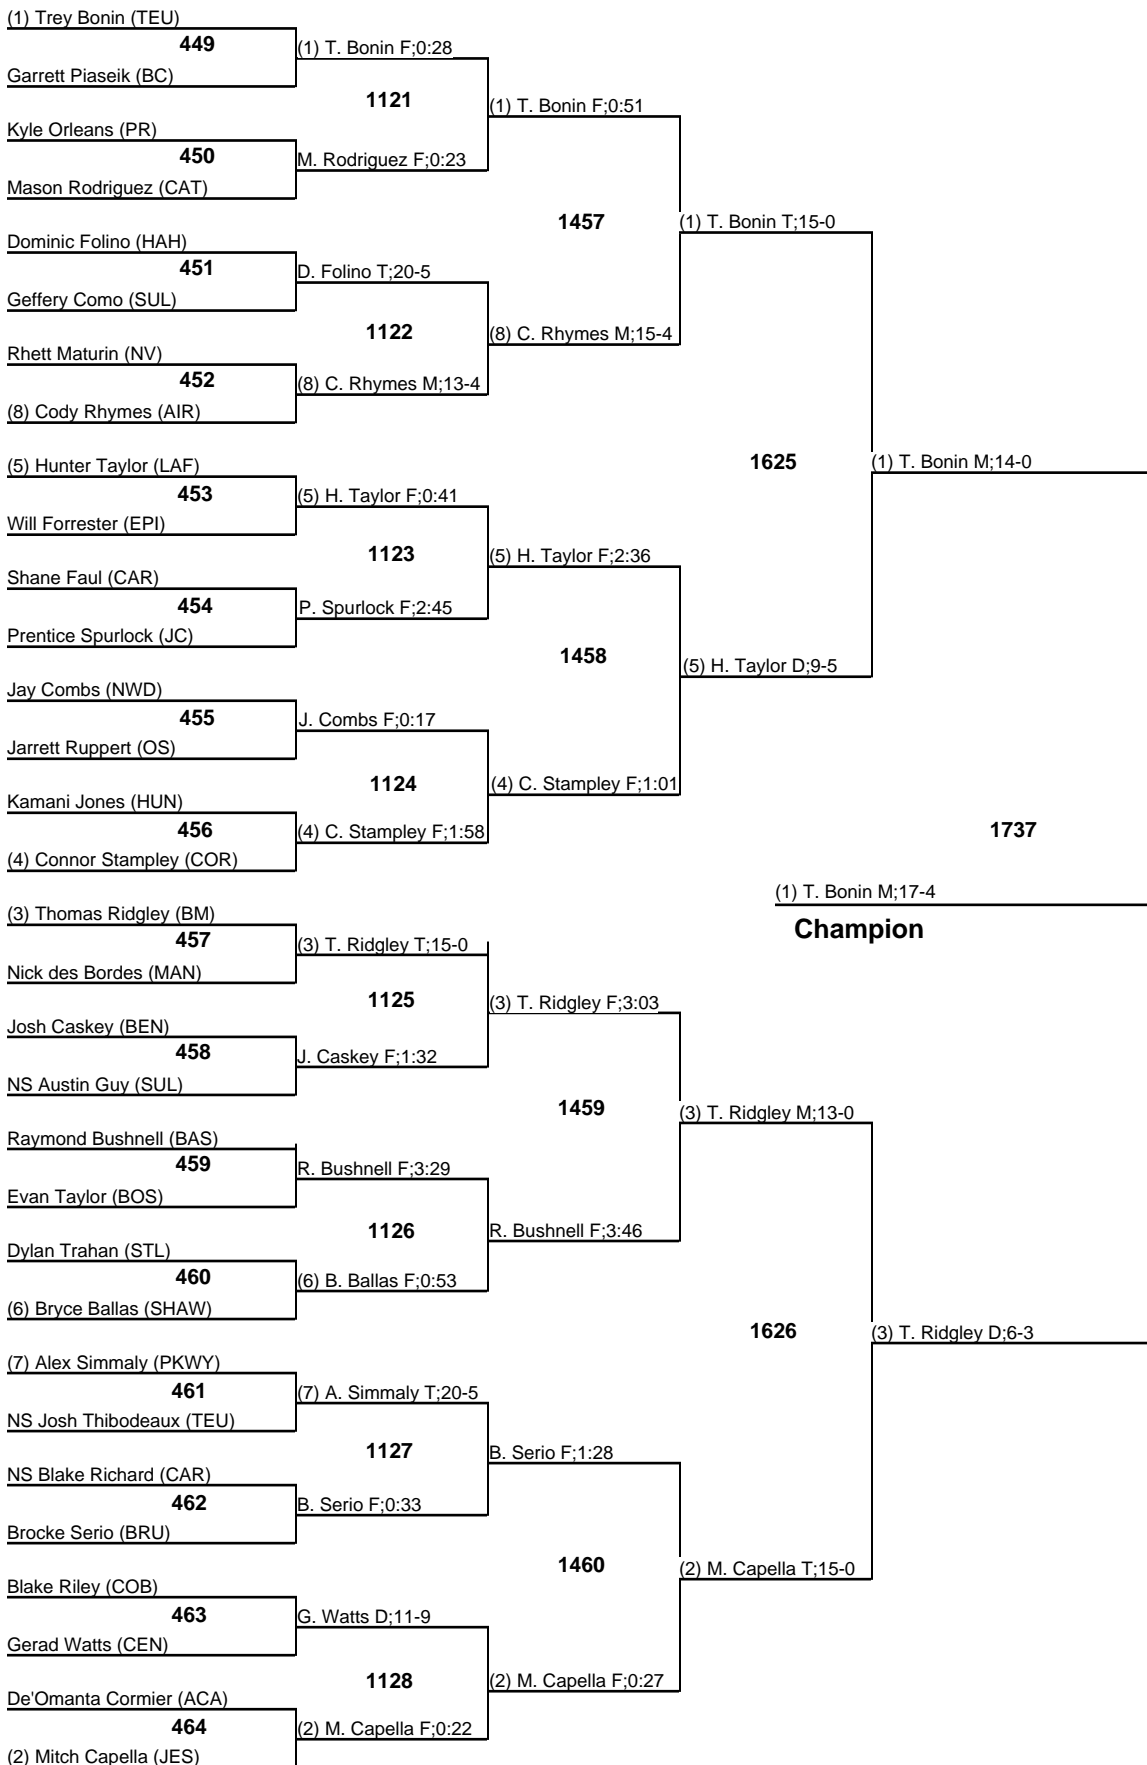 (1) Trey Bonin (TEU)
449
(1) T. Bonin F;0:28
Garrett Piaseik (BC)
1121
(1) T. Bonin F;0:51
Kyle Orleans (PR)
450
M. Rodriguez F;0:23
Mason Rodriguez (CAT)
1457
(1) T. Bonin T;15-0
Dominic Folino (HAH)
451
D. Folino T;20-5
Geffery Como (SUL)
1122
(8) C. Rhymes M;15-4
Rhett Maturin (NV)
452
(8) C. Rhymes M;13-4
(8) Cody Rhymes (AIR)
1625
(1) T. Bonin M;14-0
(5) Hunter Taylor (LAF)
453
(5) H. Taylor F;0:41
Will Forrester (EPI)
1123
(5) H. Taylor F;2:36
Shane Faul (CAR)
454
P. Spurlock F;2:45
Prentice Spurlock (JC)
1458
(5) H. Taylor D;9-5
Jay Combs (NWD)
455
J. Combs F;0:17
Jarrett Ruppert (OS)
1124
(4) C. Stampley F;1:01
Kamani Jones (HUN)
456
(4) C. Stampley F;1:58
(4) Connor Stampley (COR)
1737
(1) T. Bonin M;17-4
Champion
(3) Thomas Ridgley (BM)
457
(3) T. Ridgley T;15-0
Nick des Bordes (MAN)
1125
(3) T. Ridgley F;3:03
Josh Caskey (BEN)
458
J. Caskey F;1:32
NS Austin Guy (SUL)
1459
(3) T. Ridgley M;13-0
Raymond Bushnell (BAS)
459
R. Bushnell F;3:29
Evan Taylor (BOS)
1126
R. Bushnell F;3:46
Dylan Trahan (STL)
460
(6) B. Ballas F;0:53
(6) Bryce Ballas (SHAW)
1626
(3) T. Ridgley D;6-3
(7) Alex Simmaly (PKWY)
461
(7) A. Simmaly T;20-5
NS Josh Thibodeaux (TEU)
1127
B. Serio F;1:28
NS Blake Richard (CAR)
462
B. Serio F;0:33
Brocke Serio (BRU)
1460
(2) M. Capella T;15-0
Blake Riley (COB)
463
G. Watts D;11-9
Gerad Watts (CEN)
1128
(2) M. Capella F;0:27
De'Omanta Cormier (ACA)
464
(2) M. Capella F;0:22
(2) Mitch Capella (JES)